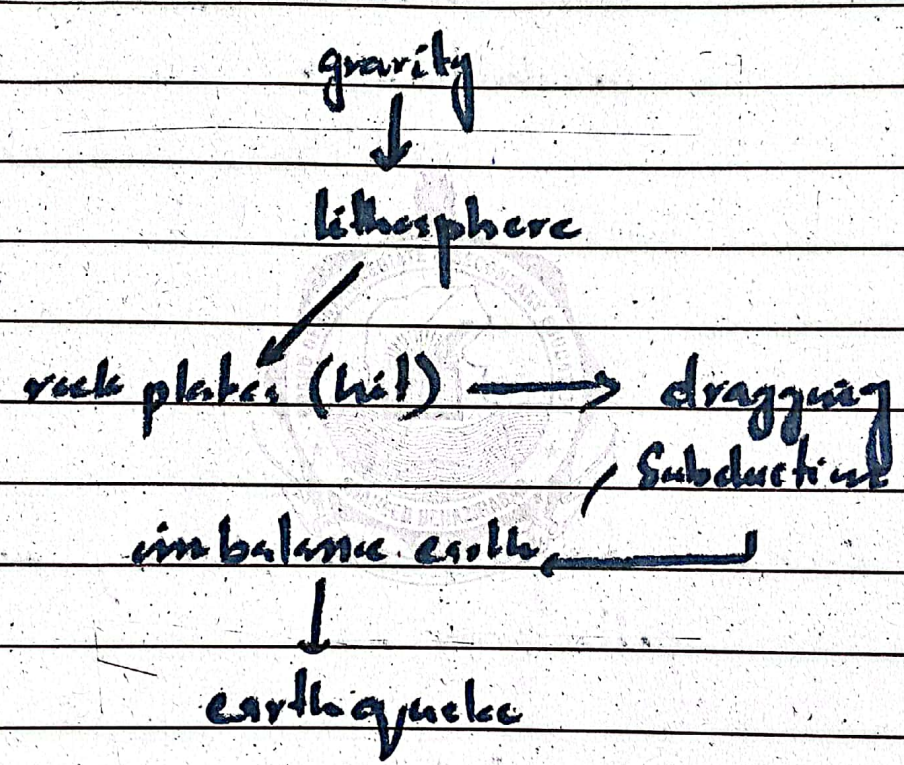 gravity
lithosphere
rock plates (hit) dragging
/ Subduction
imbalance earth
earthquake